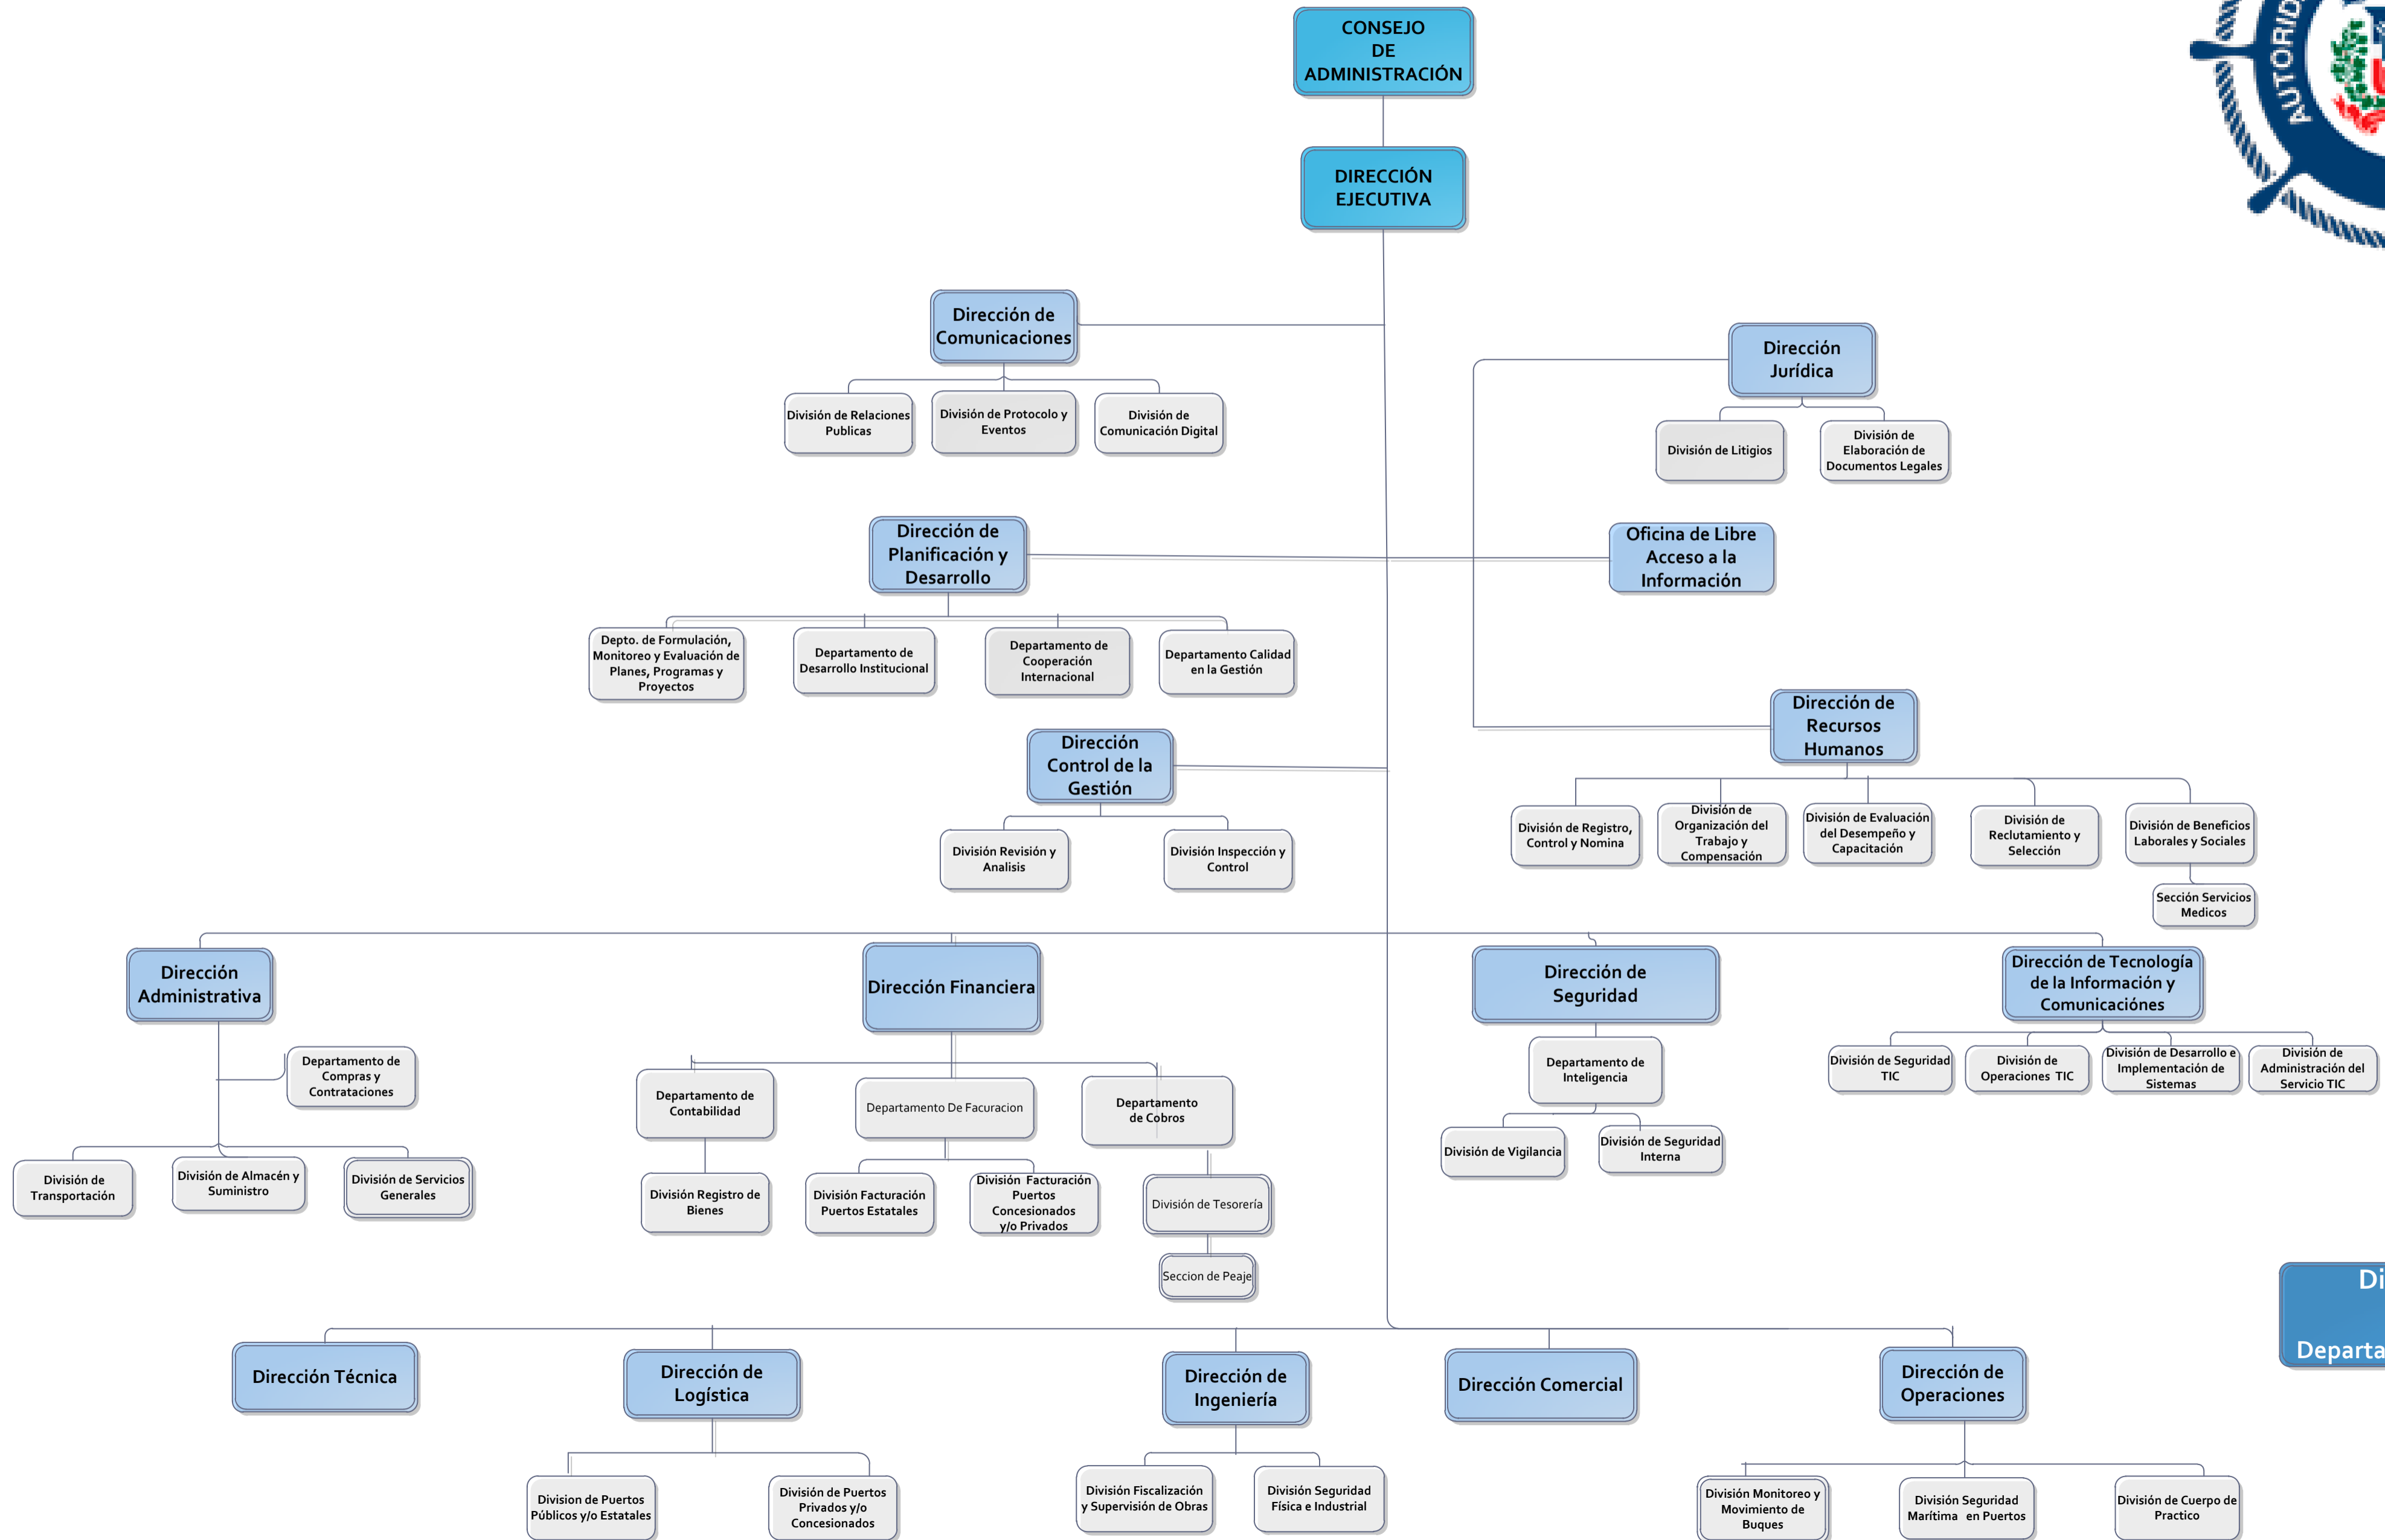 CONSEJO
DE
ADMINISTRACIÓN
DIRECCIÓN
EJECUTIVA
Dirección de
Comunicaciones
División de Relaciones
Publicas
División de Protocolo y
Eventos
División de
Comunicación Digital
Dirección
Jurídica
División de Litigios
División de
Elaboración de
Documentos Legales
Dirección de
Planificación y
Desarrollo
Oficina de Libre
Acceso a la
Información
Depto. de Formulación,
Monitoreo y Evaluación de
Planes, Programas y
Proyectos
Departamento de
Desarrollo Institucional
Departamento de
Cooperación
Internacional
Departamento Calidad
en la Gestión
Dirección
Control de la
Gestión
División Revisión y
Analisis
División Inspección y
Control
Dirección de
Recursos
Humanos
División de Registro,
Control y Nomina
División de
Organización del
Trabajo y
Compensación
División de Evaluación
del Desempeño y
Capacitación
División de
Reclutamiento y
Selección
División de Beneficios
Laborales y Sociales
Sección Servicios
Medicos
Dirección
Administrativa
Departamento de
Compras y
Contrataciones
División de
Transportación
División de Almacén y
Suministro
División de Servicios
Generales
Dirección Financiera
Departamento de
Contabilidad
Departamento De Facuracion
Departamento
de Cobros
División Registro de
Bienes
División Facturación
Puertos Estatales
División Facturación
Puertos
Concesionados
y/o Privados
División de Tesorería
Seccion de Peaje
Dirección de
Seguridad
Departamento de
Inteligencia
División de Vigilancia
División de Seguridad
Interna
Dirección de Tecnología
de la Información y
Comunicaciónes
División de Seguridad
TIC
División de
Operaciones TIC
División de Desarrollo e
Implementación de
Sistemas
División de
Administración del
Servicio TIC
Dirección Técnica
Dirección de
Logística
Division de Puertos
Públicos y/o Estatales
División de Puertos
Privados y/o
Concesionados
Dirección de
Ingeniería
División Fiscalización
y Supervisión de Obras
División Seguridad
Física e Industrial
Dirección Comercial
Dirección de
Operaciones
División Monitoreo y
Movimiento de
Buques
División Seguridad
Marítima en Puertos
División de Cuerpo de
Practico